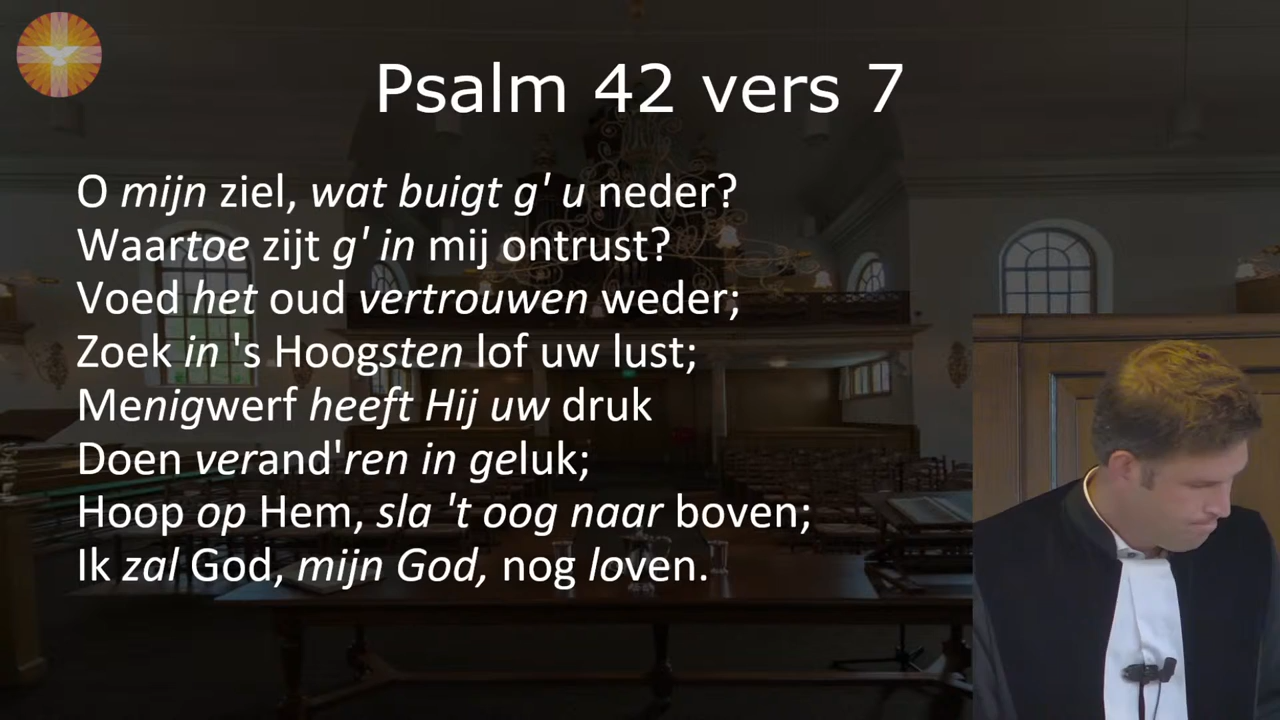 Psalm 42 vers 7
O mijn ziel, wat buigt g' u neder?
Waartoe zijt g' in mij ontrust?
Voed het oud vertrouwen weder;
Zoek in 's Hoogsten lof uw lust;
Menigwerf heeft Hij uw druk
Doen verand'ren in geluk;
Hoop op Hem, sla 't oog naar boven;
Ik zal God, mijn God, nog loven.